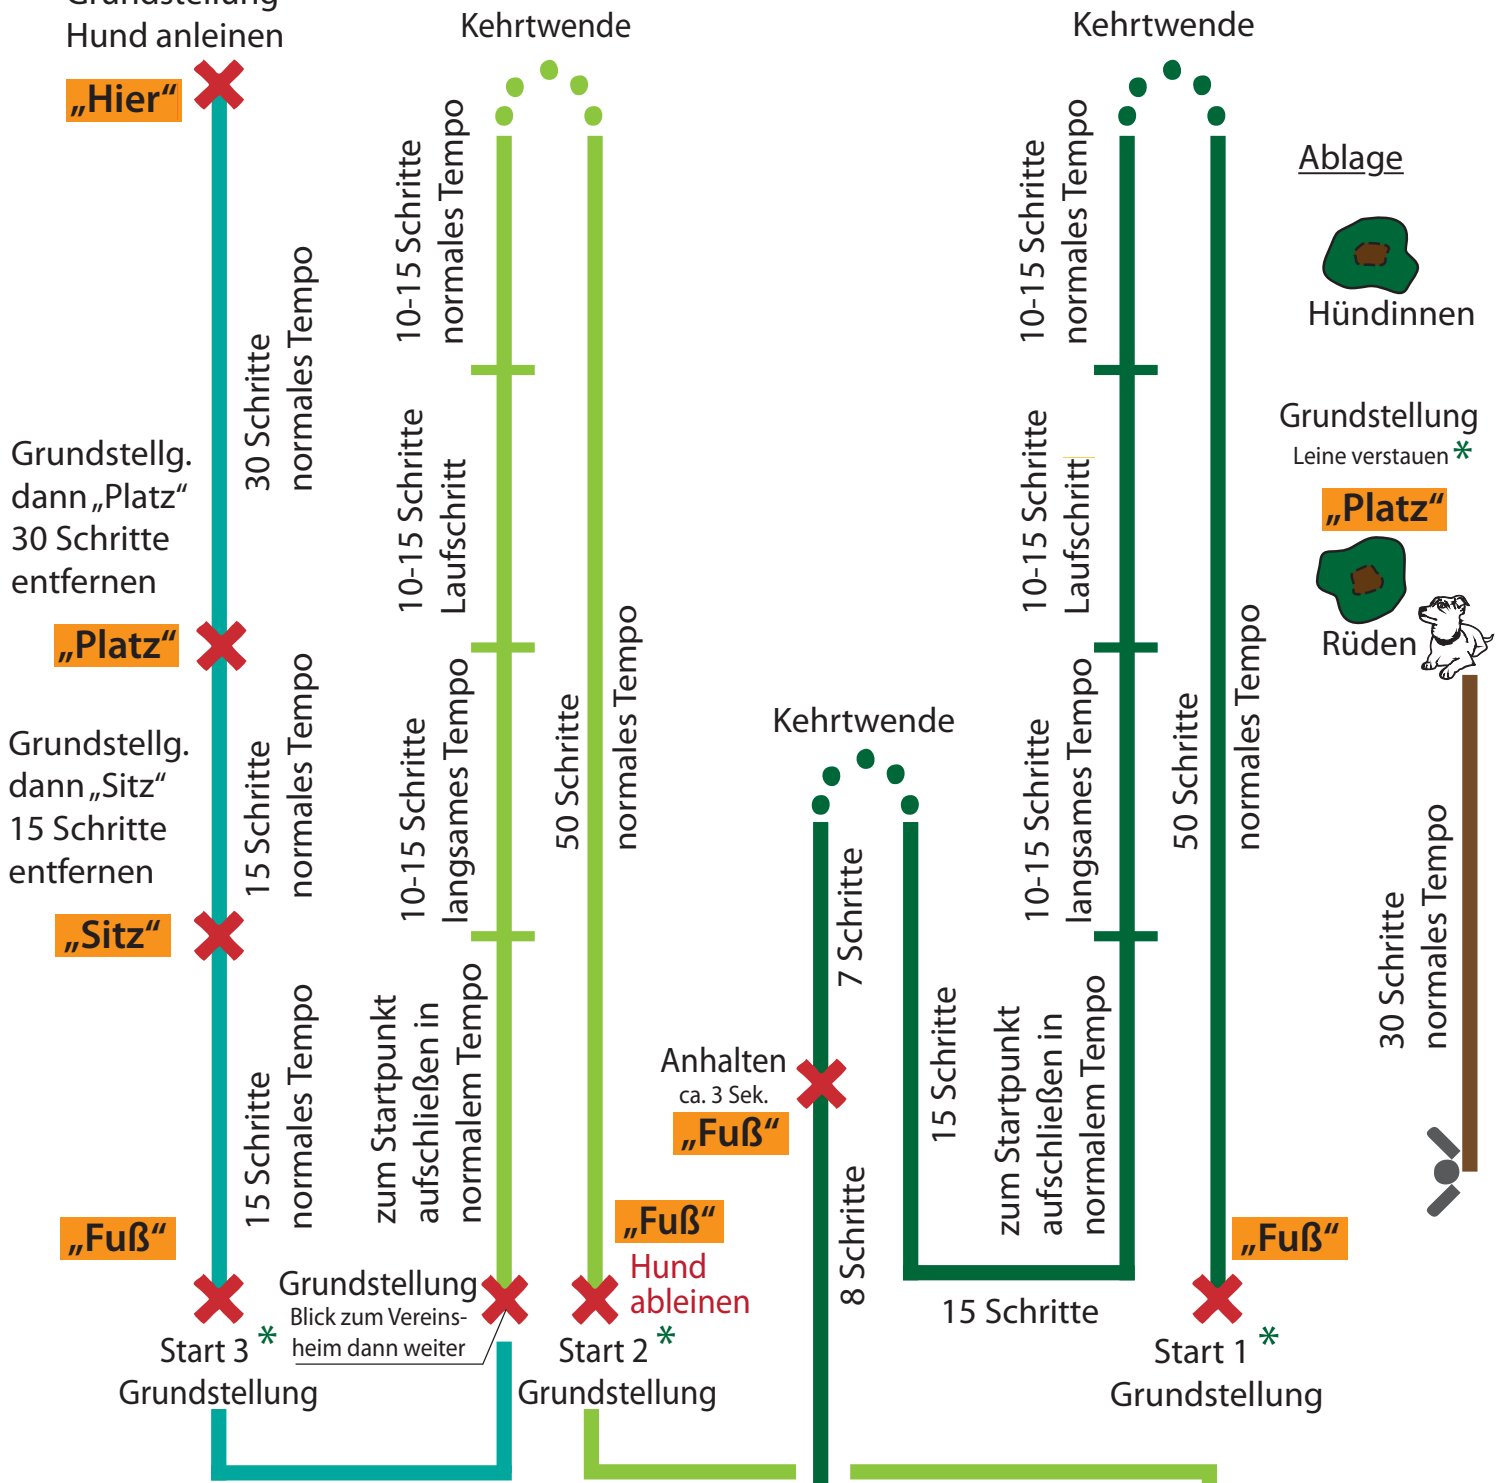 Grundstellung
Hund anleinen
„Hier“
30 Schritte
normales Tempo
Grundstellg.
dann „Platz“
30 Schritte
entfernen
„Platz“
15 Schritte
normales Tempo
Grundstellg.
dann „Sitz“
15 Schritte
entfernen
„Sitz“
15 Schritte
normales Tempo
„Fuß“
Start 3 *
Grundstellung
Kehrtwende
10-15 Schritte
normales Tempo
10-15 Schritte
Laufschritt
10-15 Schritte
langsames Tempo
zum Startpunkt
aufschließen in
normalem Tempo
Grundstellung
Blick zum Vereins-
heim dann weiter
50 Schritte
normales Tempo
„Fuß“
Hund
ableinen
Start 2 *
Grundstellung
Kehrtwende
7 Schritte
Anhalten
ca. 3 Sek.
„Fuß“
8 Schritte
15 Schritte
15 Schritte
Kehrtwende
10-15 Schritte
normales Tempo
10-15 Schritte
Laufschritt
10-15 Schritte
langsames Tempo
zum Startpunkt
aufschließen in
normalem Tempo
50 Schritte
normales Tempo
„Fuß“
Start 1 *
Grundstellung
Ablage
Hündinnen
Grundstellung
Leine verstauen *
„Platz“
Rüden
30 Schritte
normales Tempo